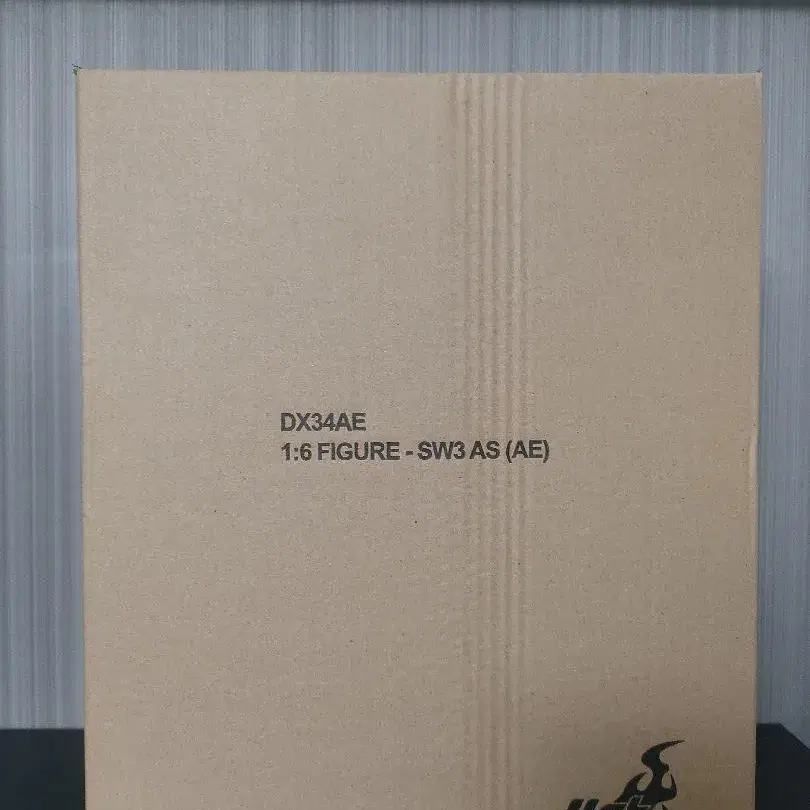 DX34AE
1:6 FIGURE - SW3 AS (AE)